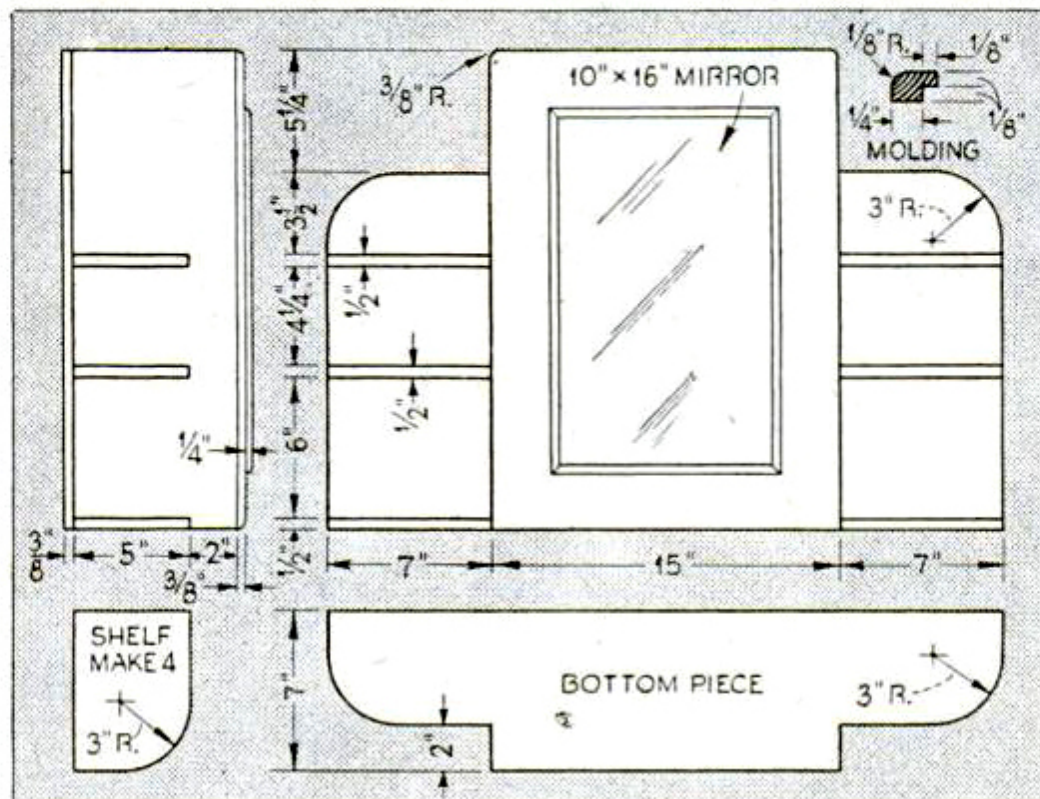 1/8" R.
1/8"
3/8" R.
10" × 16" MIRROR
5 1/4"
1/4"
1/8"
MOLDING
3 1/2"
3" R.
1/2"
4 1/4"
1/2"
1/4"
6"
3/8
5"
2"
3/8"
1/2"
7"
15"
7"
SHELF
MAKE 4
3" R.
7"
BOTTOM PIECE
3" R.
2"